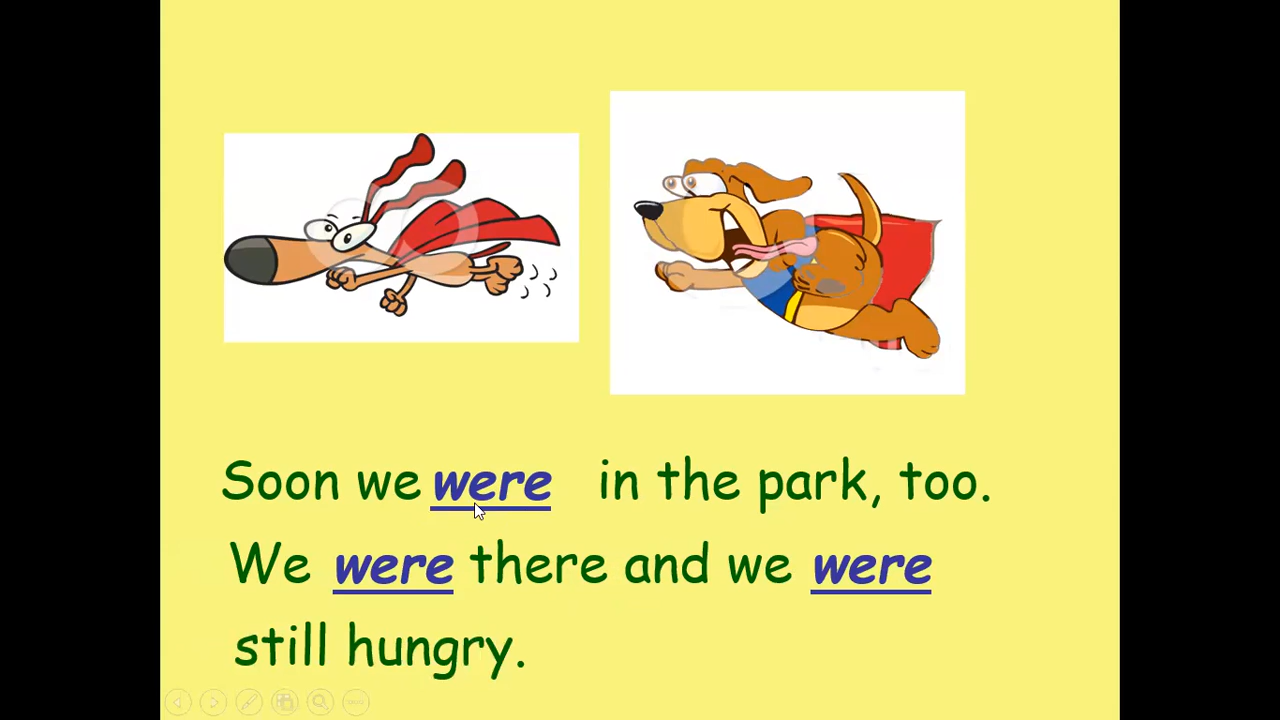 Soon we were in the park, too.
We were there and we were
still hungry.